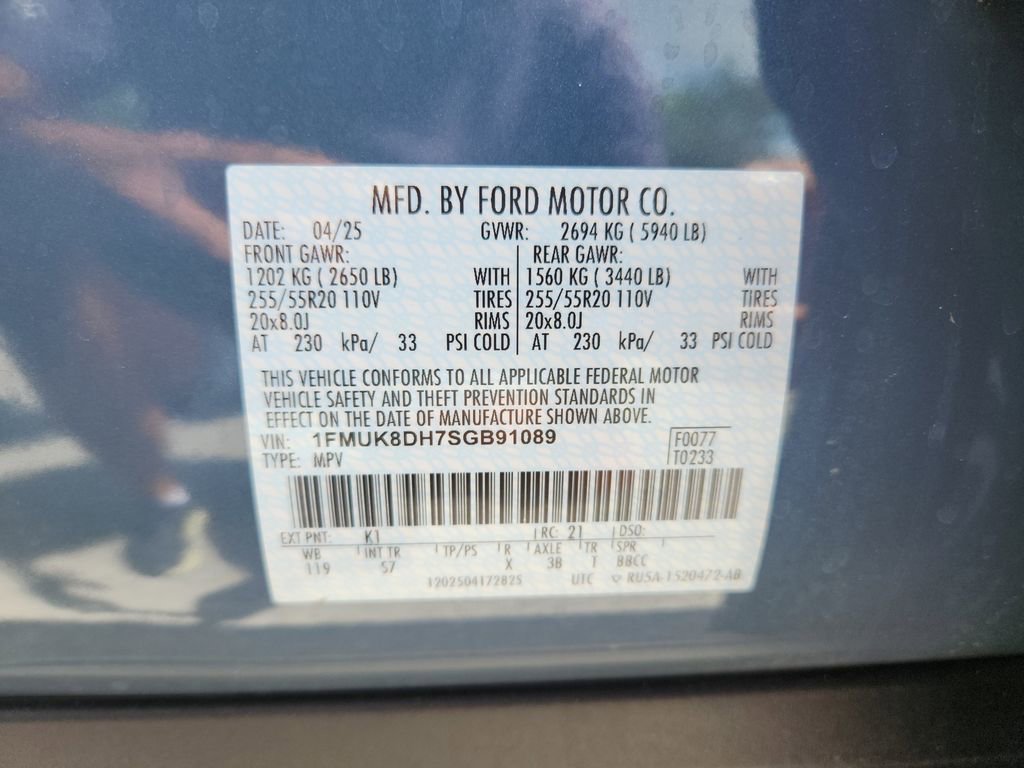 MFD. BY FORD MOTOR CO.
DATE: 04/25 GVWR: 2694 KG ( 5940 LB)
FRONT GAWR: REAR GAWR:
1202 KG ( 2650 LB) WITH 1560 KG ( 3440 LB) WITH
255/55R20 110V TIRES 255/55R20 110V TIRES
20x8.0J RIMS 20x8.0J RIMS
AT 230 kPa/ 33 PSI COLD AT 230 kPa/ 33 PSI COLD
THIS VEHICLE CONFORMS TO ALL APPLICABLE FEDERAL MOTOR
VEHICLE SAFETY AND THEFT PREVENTION STANDARDS IN
EFFECT ON THE DATE OF MANUFACTURE SHOWN ABOVE.
VIN: 1FMUK8DH7SGB91089 F0077
TYPE: MPV T0233
EXT PNT: K1 RC: 21 DSO:
WB INT TR TP/PS R AXLE TR SPR
119 S7 X 3B T BBCC
12025041728​25 UTC RU5A-1520472-AB